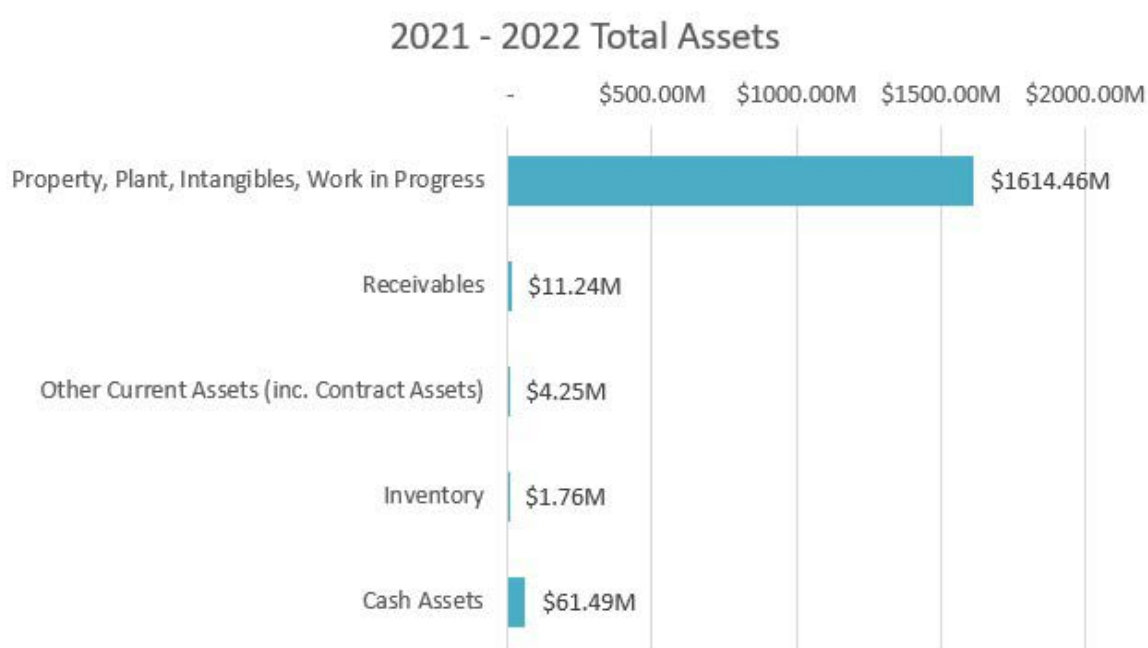 2021 - 2022 Total Assets
- $500.00M $1000.00M $1500.00M $2000.00M
Property, Plant, Intangibles, Work in Progress $1614.46M
Receivables $11.24M
Other Current Assets (inc. Contract Assets) $4.25M
Inventory $1.76M
Cash Assets $61.49M